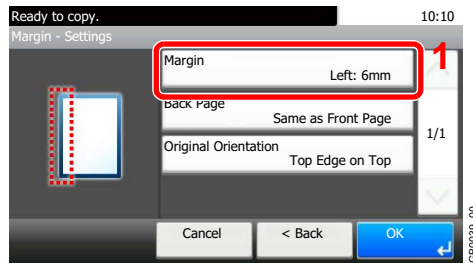 Ready to copy.
10:10
Margin - Settings
Margin
Left: 6mm
1
Back Page
Same as Front Page
1/1
Original Orientation
Top Edge on Top
Cancel
< Back
OK
GB0039_00